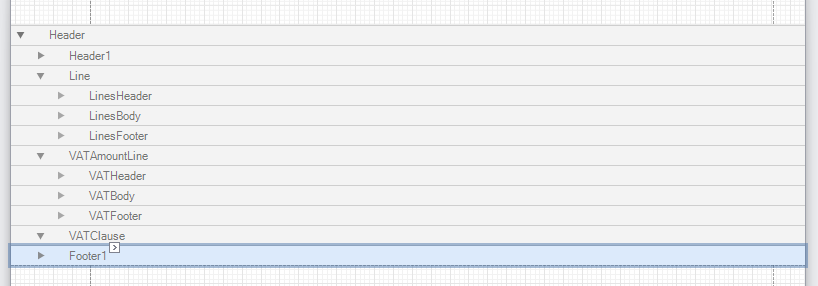 Header
Header1
Line
LinesHeader
LinesBody
LinesFooter
VATAmountLine
VATHeader
VATBody
VATFooter
VATClause
Footer1